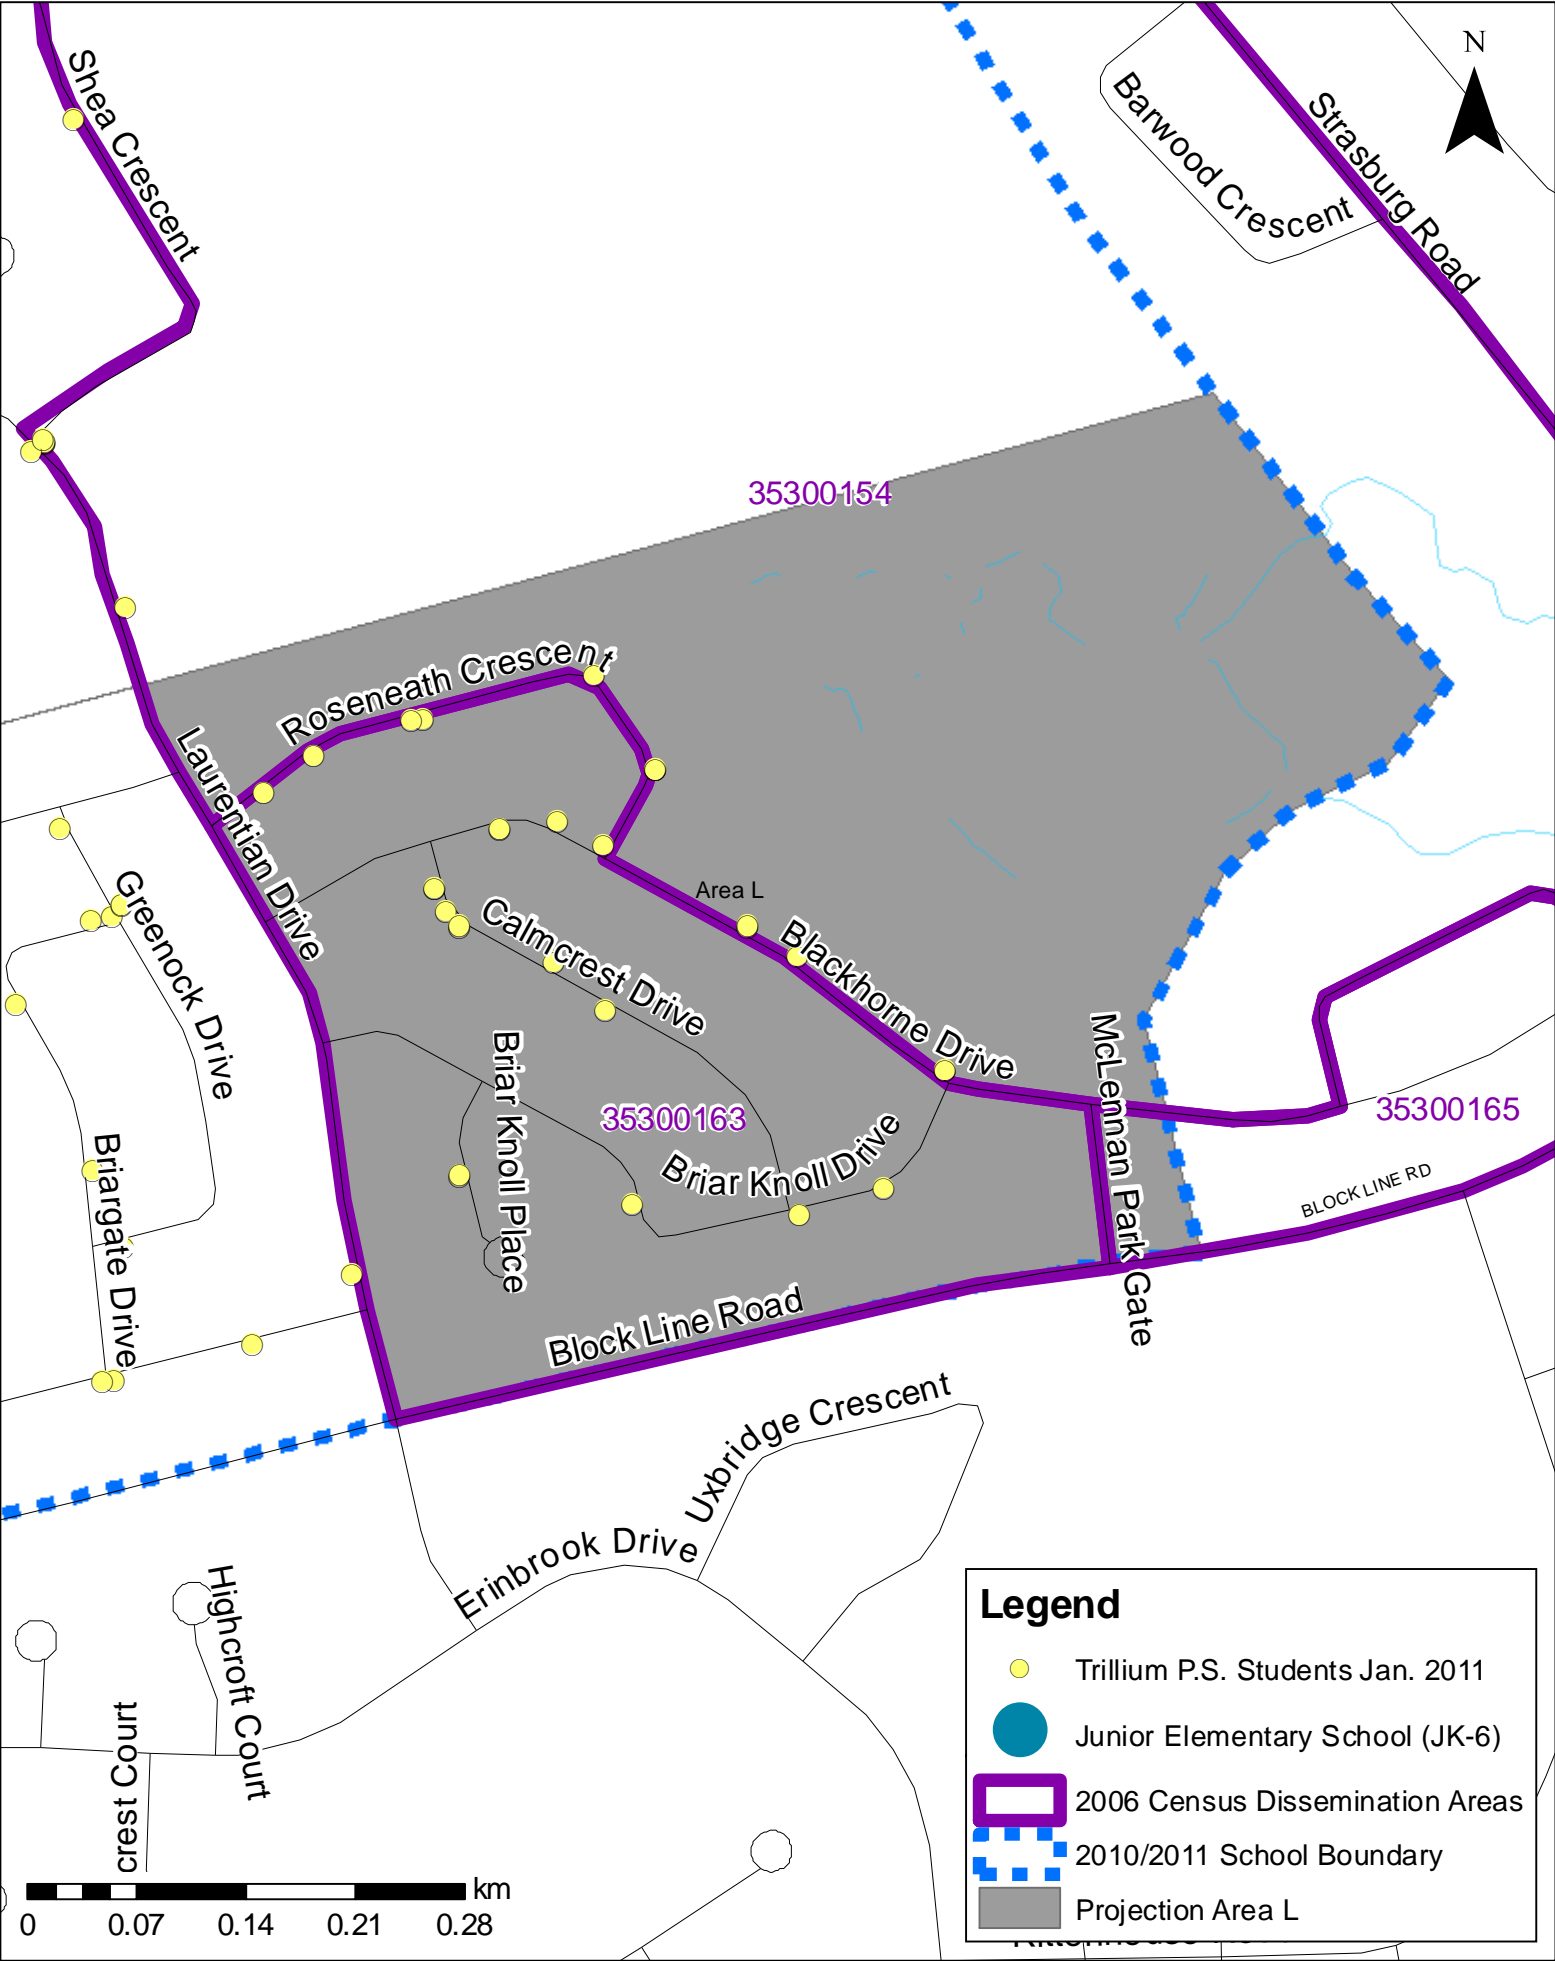 N
Shea Crescent
Barwood Crescent
Strasburg Road
35300154
Roseneath Crescent
Laurentian Drive
Greenock Drive
Area L
Calmcrest Drive
Blackhorne Drive
McLennan Park Gate
Briar Knoll Place
35300163
35300165
Briar Knoll Drive
Briargate Drive
BLOCK LINE RD
Block Line Road
Uxbridge Crescent
Erinbrook Drive
Highcroft Court
crest Court
Legend
Trillium P.S. Students Jan. 2011
Junior Elementary School (JK-6)
2006 Census Dissemination Areas
2010/2011 School Boundary
Projection Area L
km
0 0.07 0.14 0.21 0.28